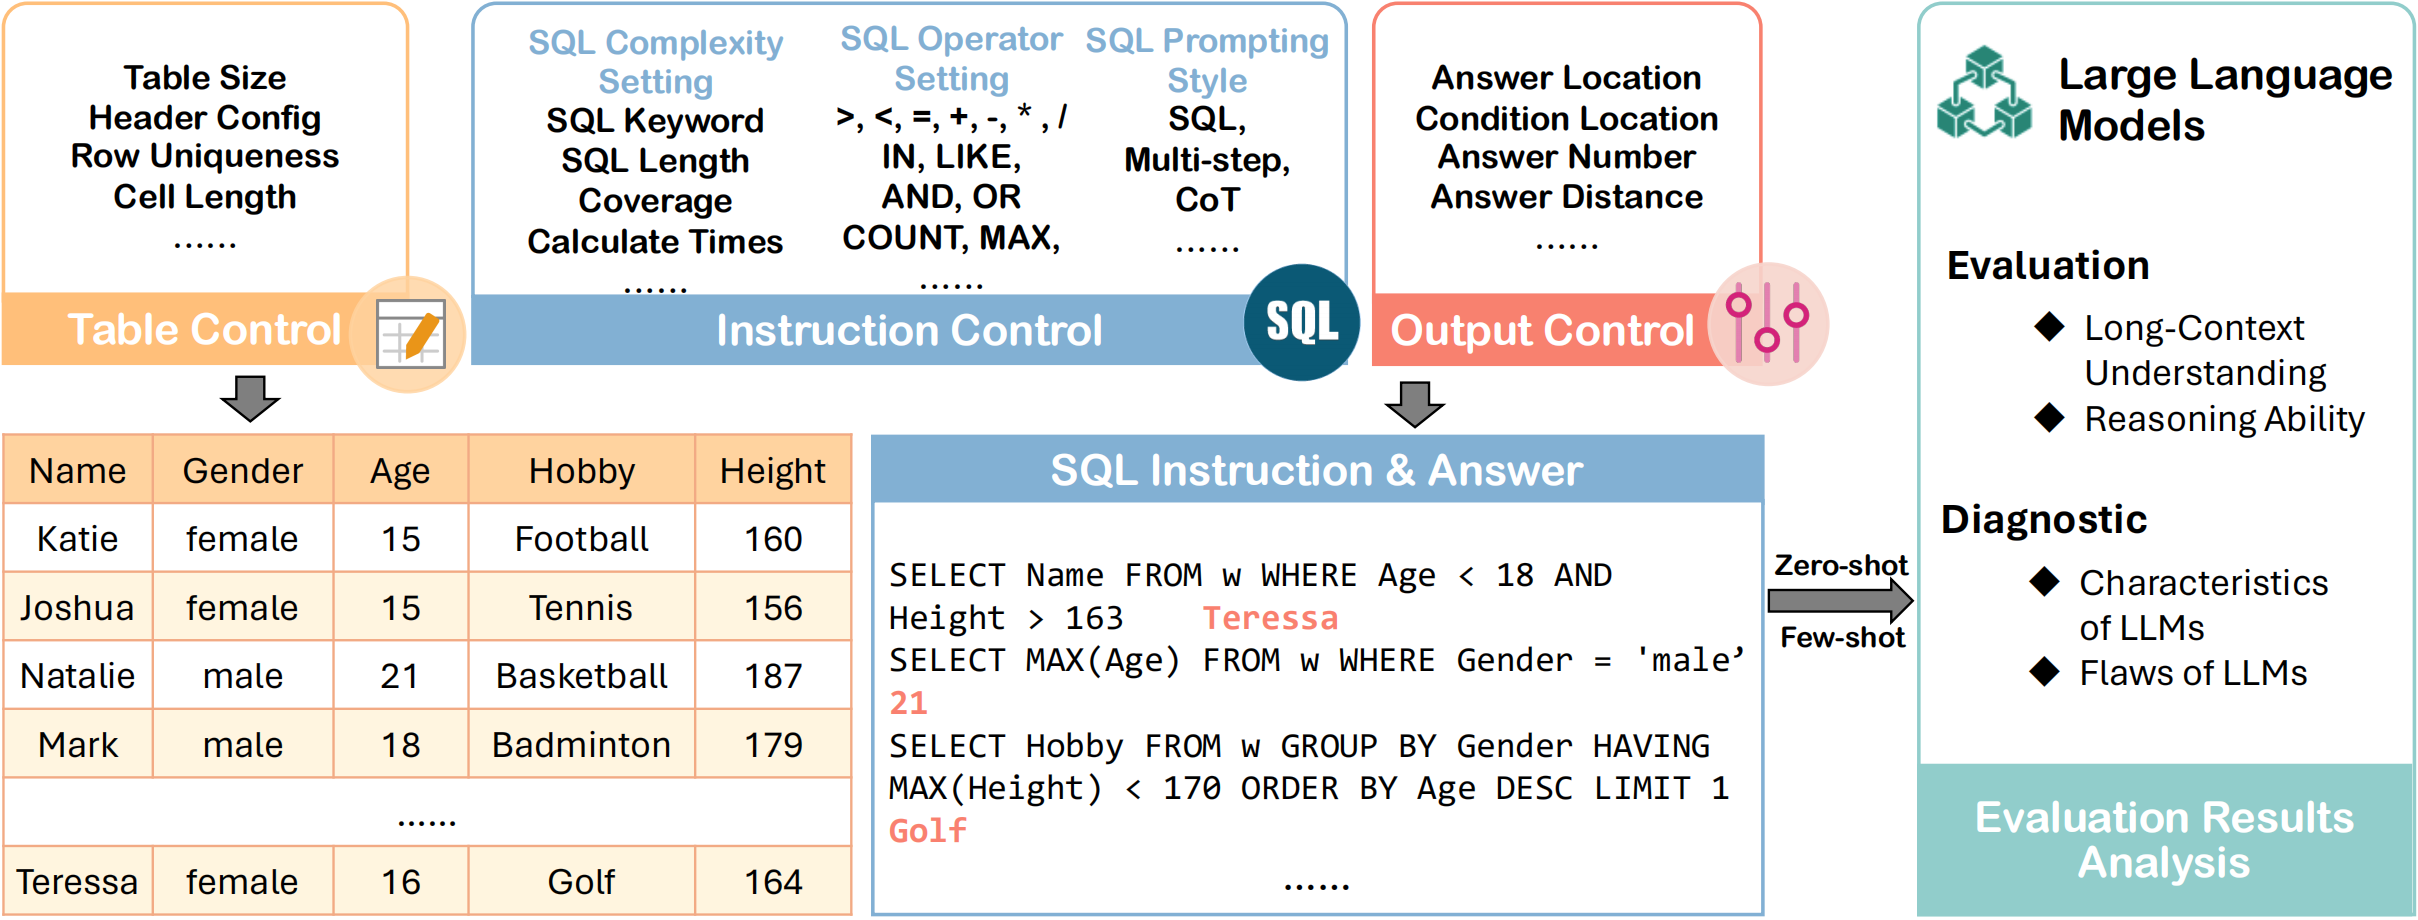 Table Size
Header Config
Row Uniqueness
Cell Length
......
Table Control
SQL Complexity
Setting
SQL Keyword
SQL Length
Coverage
Calculate Times
......
SQL Operator
Setting
>, <, =, +, -, * , /
IN, LIKE,
AND, OR
COUNT, MAX,
......
SQL Prompting
Style
SQL,
Multi-step,
CoT
......
Instruction Control
SQL
Answer Location
Condition Location
Answer Number
Answer Distance
......
Output Control
Name Gender Age Hobby Height
Katie female 15 Football 160
Joshua female 15 Tennis 156
Natalie male 21 Basketball 187
Mark male 18 Badminton 179
......
Teressa female 16 Golf 164
SQL Instruction & Answer
SELECT Name FROM w WHERE Age < 18 AND
Height > 163 Teressa
SELECT MAX(Age) FROM w WHERE Gender = 'male’
21
SELECT Hobby FROM w GROUP BY Gender HAVING
MAX(Height) < 170 ORDER BY Age DESC LIMIT 1
Golf
......
Zero-shot
Few-shot
Large Language
Models
Evaluation
◆ Long-Context
Understanding
◆ Reasoning Ability
Diagnostic
◆ Characteristics
of LLMs
◆ Flaws of LLMs
Evaluation Results
Analysis